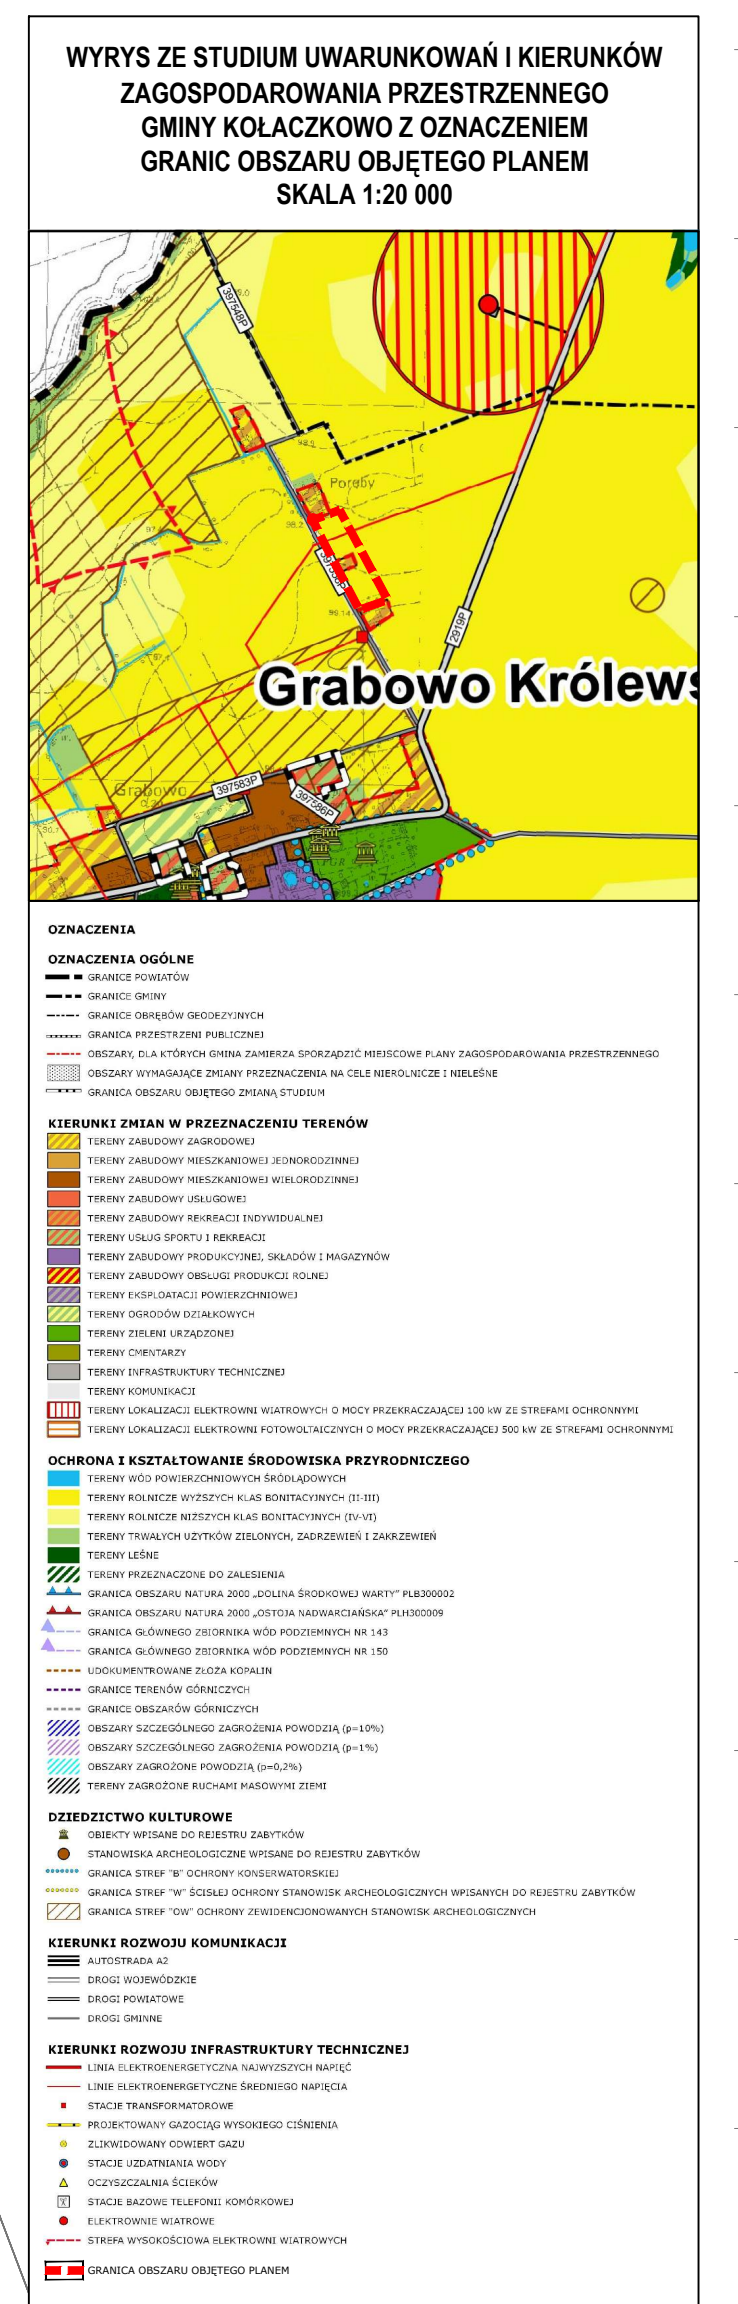 WYRYS ZE STUDIUM UWARUNKOWAŃ I KIERUNKÓW
ZAGOSPODAROWANIA PRZESTRZENNEGO
GMINY KOŁACZKOWO Z OZNACZENIEM
GRANIC OBSZARU OBJĘTEGO PLANEM
SKALA 1:20 000
397548P
98.9
Poręby
98.2
2919P
Grabowo Królews
Grabowo
397583P
397586P
OZNACZENIA
OZNACZENIA OGÓLNE
GRANICE POWIATÓW
GRANICE GMINY
GRANICE OBRĘBÓW GEODEZYJNYCH
GRANICA PRZESTRZENI PUBLICZNEJ
OBSZARY, DLA KTÓRYCH GMINA ZAMIERZA SPORZĄDZIĆ MIEJSCOWE PLANY ZAGOSPODAROWANIA PRZESTRZENNEGO
OBSZARY WYMAGAJĄCE ZMIANY PRZEZNACZENIA NA CELE NIEROLNICZE I NIELEŚNE
GRANICA OBSZARU OBJĘTEGO ZMIANĄ STUDIUM
KIERUNKI ZMIAN W PRZEZNACZENIU TERENÓW
TERENY ZABUDOWY ZAGRODOWEJ
TERENY ZABUDOWY MIESZKANIOWEJ JEDNORODZINNEJ
TERENY ZABUDOWY MIESZKANIOWEJ WIELORODZINNEJ
TERENY ZABUDOWY USŁUGOWEJ
TERENY ZABUDOWY REKREACJI INDYWIDUALNEJ
TERENY USŁUG SPORTU I REKREACJI
TERENY ZABUDOWY PRODUKCYJNEJ, SKŁADÓW I MAGAZYNÓW
TERENY ZABUDOWY OBSŁUGI PRODUKCJI ROLNEJ
TERENY EKSPLOATACJI POWIERZCHNIOWEJ
TERENY OGRODÓW DZIAŁKOWYCH
TERENY ZIELENI URZĄDZONEJ
TERENY CMENTARZY
TERENY INFRASTRUKTURY TECHNICZNEJ
TERENY KOMUNIKACJI
TERENY LOKALIZACJI ELEKTROWNI WIATROWYCH O MOCY PRZEKRACZAJĄCEJ 100 kW ZE STREFAMI OCHRONNYMI
TERENY LOKALIZACJI ELEKTROWNI FOTOWOLTAICZNYCH O MOCY PRZEKRACZAJĄCEJ 500 kW ZE STREFAMI OCHRONNYMI
OCHRONA I KSZTAŁTOWANIE ŚRODOWISKA PRZYRODNICZEGO
TERENY WÓD POWIERZCHNIOWYCH ŚRÓDLĄDOWYCH
TERENY ROLNICZE WYŻSZYCH KLAS BONITACYJNYCH (II-III)
TERENY ROLNICZE NIŻSZYCH KLAS BONITACYJNYCH (IV-VI)
TERENY TRWAŁYCH UŻYTKÓW ZIELONYCH, ZADRZEWIEŃ I ZAKRZEWIEŃ
TERENY LEŚNE
TERENY PRZEZNACZONE DO ZALESIENIA
GRANICA OBSZARU NATURA 2000 „DOLINA ŚRODKOWEJ WARTY" PLB300002
GRANICA OBSZARU NATURA 2000 „OSTOJA NADWARCIAŃSKA" PLH300009
GRANICA GŁÓWNEGO ZBIORNIKA WÓD PODZIEMNYCH NR 143
GRANICA GŁÓWNEGO ZBIORNIKA WÓD PODZIEMNYCH NR 150
UDOKUMENTROWANE ZŁOŻA KOPALIN
GRANICE TERENÓW GÓRNICZYCH
GRANICE OBSZARÓW GÓRNICZYCH
OBSZARY SZCZEGÓLNEGO ZAGROŻENIA POWODZIĄ (p=10%)
OBSZARY SZCZEGÓLNEGO ZAGROŻENIA POWODZIĄ (p=1%)
OBSZARY ZAGROŻONE POWODZIĄ (p=0,2%)
TERENY ZAGROŻONE RUCHAMI MASOWYMI ZIEMI
DZIEDZICTWO KULTUROWE
OBIEKTY WPISANE DO REJESTRU ZABYTKÓW
STANOWISKA ARCHEOLOGICZNE WPISANE DO REJESTRU ZABYTKÓW
GRANICA STREF "B" OCHRONY KONSERWATORSKIEJ
GRANICA STREF "W" ŚCISŁEJ OCHRONY STANOWISK ARCHEOLOGICZNYCH WPISANYCH DO REJESTRU ZABYTKÓW
GRANICA STREF "OW" OCHRONY ZEWIDENCJONOWANYCH STANOWISK ARCHEOLOGICZNYCH
KIERUNKI ROZWOJU KOMUNIKACJI
AUTOSTRADA A2
DROGI WOJEWÓDZKIE
DROGI POWIATOWE
DROGI GMINNE
KIERUNKI ROZWOJU INFRASTRUKTURY TECHNICZNEJ
LINIA ELEKTROENERGETYCZNA NAJWYZSZYCH NAPIĘĆ
LINIE ELEKTROENERGETYCZNE ŚREDNIEGO NAPIĘCIA
STACJE TRANSFORMATOROWE
PROJEKTOWANY GAZOCIĄG WYSOKIEGO CIŚNIENIA
ZLIKWIDOWANY ODWIERT GAZU
STACJE UZDATNIANIA WODY
OCZYSZCZALNIA ŚCIEKÓW
STACJE BAZOWE TELEFONII KOMÓRKOWEJ
ELEKTROWNIE WIATROWE
STREFA WYSOKOŚCIOWA ELEKTROWNI WIATROWYCH
GRANICA OBSZARU OBJĘTEGO PLANEM